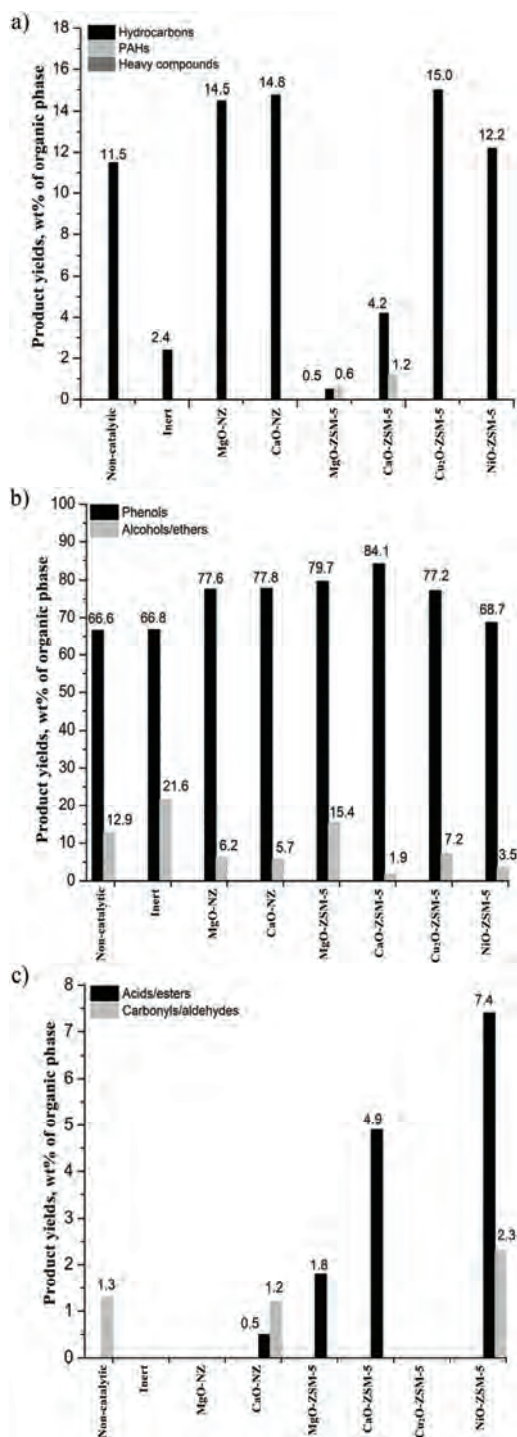 a)
Hydrocarbons
PAHs
Heavy compounds
Product yields, wt% of organic phase
18
16
14
12
10
8
6
4
2
0
11.5
2.4
14.5
14.8
0.5
0.6
4.2
1.2
15.0
12.2
Non-catalytic
Inert
MgO-NZ
CaO-NZ
MgO-ZSM-5
CaO-ZSM-5
Cu₂O-ZSM-5
NiO-ZSM-5
b)
Phenols
Alcohols/ethers
Product yields, wt% of organic phase
100
90
80
70
60
50
40
30
20
10
0
66.6
12.9
66.8
21.6
77.6
6.2
77.8
5.7
79.7
15.4
84.1
1.9
77.2
7.2
68.7
3.5
Non-catalytic
Inert
MgO-NZ
CaO-NZ
MgO-ZSM-5
CaO-ZSM-5
Cu₂O-ZSM-5
NiO-ZSM-5
c)
Acids/esters
Carbonyls/aldehydes
Product yields, wt% of organic phase
8
7
6
5
4
3
2
1
0
1.3
0.5
1.2
1.8
4.9
7.4
2.3
Non-catalytic
Inert
MgO-NZ
CaO-NZ
MgO-ZSM-5
CaO-ZSM-5
Cu₂O-ZSM-5
NiO-ZSM-5